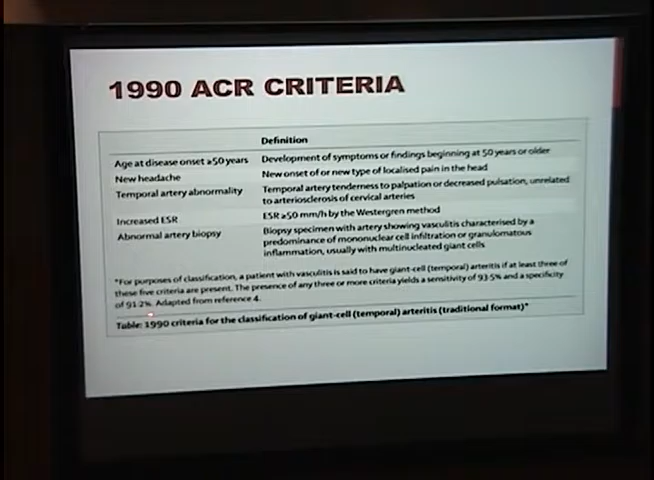 1990 ACR CRITERIA
Definition
Age at disease onset ≥50 years Development of symptoms or findings beginning at 50 years or older
New headache New onset of or new type of localised pain in the head
Temporal artery abnormality Temporal artery tenderness to palpation or decreased pulsation, unrelated
to arteriosclerosis of cervical arteries
Increased ESR ESR ≥50 mm/h by the Westergren method
Abnormal artery biopsy Biopsy specimen with artery showing vasculitis characterised by a
predominance of mononuclear cell infiltration or granulomatous
inflammation, usually with multinucleated giant cells
*For purposes of classification, a patient with vasculitis is said to have giant-cell (temporal) arteritis if at least three of
these five criteria are present. The presence of any three or more criteria yields a sensitivity of 93·5% and a specificity
of 91·2%. Adapted from reference 4.
Table: 1990 criteria for the classification of giant-cell (temporal) arteritis (traditional format)*